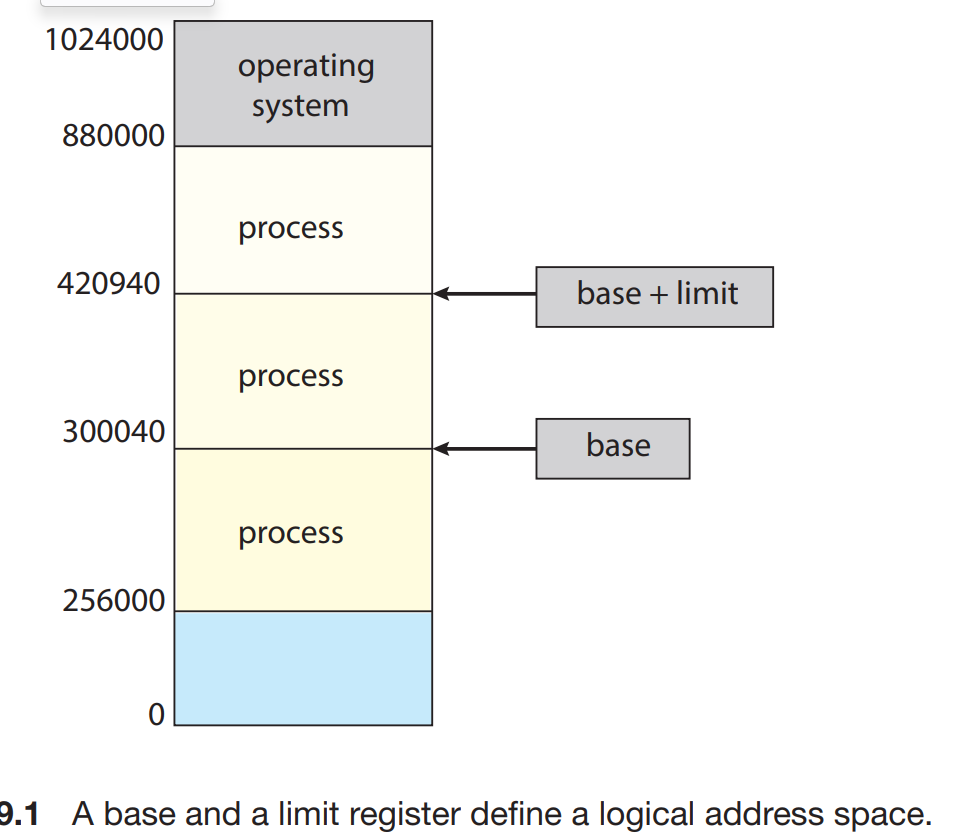 1024000
operating
system
880000
process
420940
base + limit
process
300040
base
process
256000
0
9.1 A base and a limit register define a logical address space.